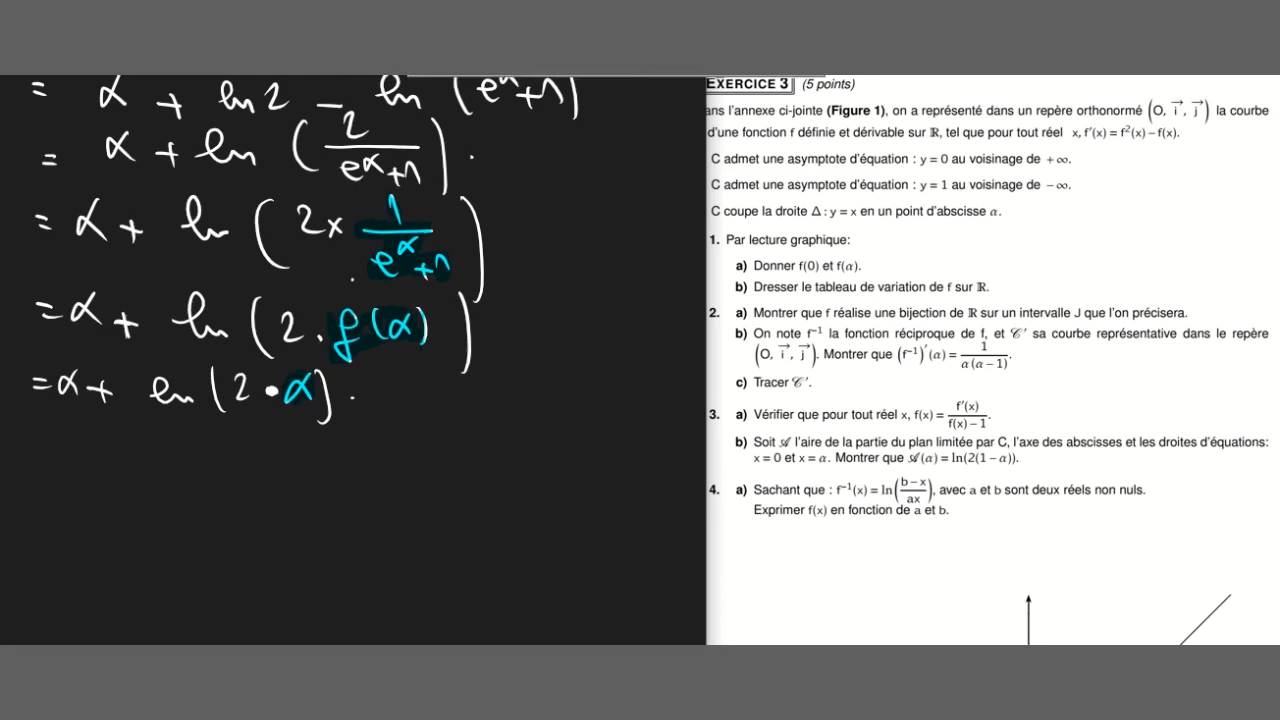 = α + ln 2 - ln (e^α+1)
= α + ln (2/(e^α+1)).
= α + ln (2× 1/(e^α+1))
= α + ln (2. f(α))
= α + ln (2 • α).
EXERCICE 3 (5 points)
ans l'annexe ci-jointe (Figure 1), on a représenté dans un repère orthonormé (O, i→, j→) la courbe
d'une fonction f définie et dérivable sur ℝ, tel que pour tout réel x, f′(x) = f²(x) – f(x).
C admet une asymptote d'équation : y = 0 au voisinage de +∞.
C admet une asymptote d'équation : y = 1 au voisinage de –∞.
C coupe la droite Δ : y = x en un point d'abscisse α.
1. Par lecture graphique:
a) Donner f(0) et f(α).
b) Dresser le tableau de variation de f sur ℝ.
2. a) Montrer que f réalise une bijection de ℝ sur un intervalle J que l'on précisera.
b) On note f⁻¹ la fonction réciproque de f, et 𝒞′ sa courbe représentative dans le repère
(O, i→, j→). Montrer que (f⁻¹)′(α) = 1/(α(α – 1)).
c) Tracer 𝒞′.
3. a) Vérifier que pour tout réel x, f(x) = f′(x)/(f(x) – 1).
b) Soit 𝒜 l'aire de la partie du plan limitée par C, l'axe des abscisses et les droites d'équations:
x = 0 et x = α. Montrer que 𝒜(α) = ln(2(1 – α)).
4. a) Sachant que : f⁻¹(x) = ln((b – x)/(ax)), avec a et b sont deux réels non nuls.
Exprimer f(x) en fonction de a et b.